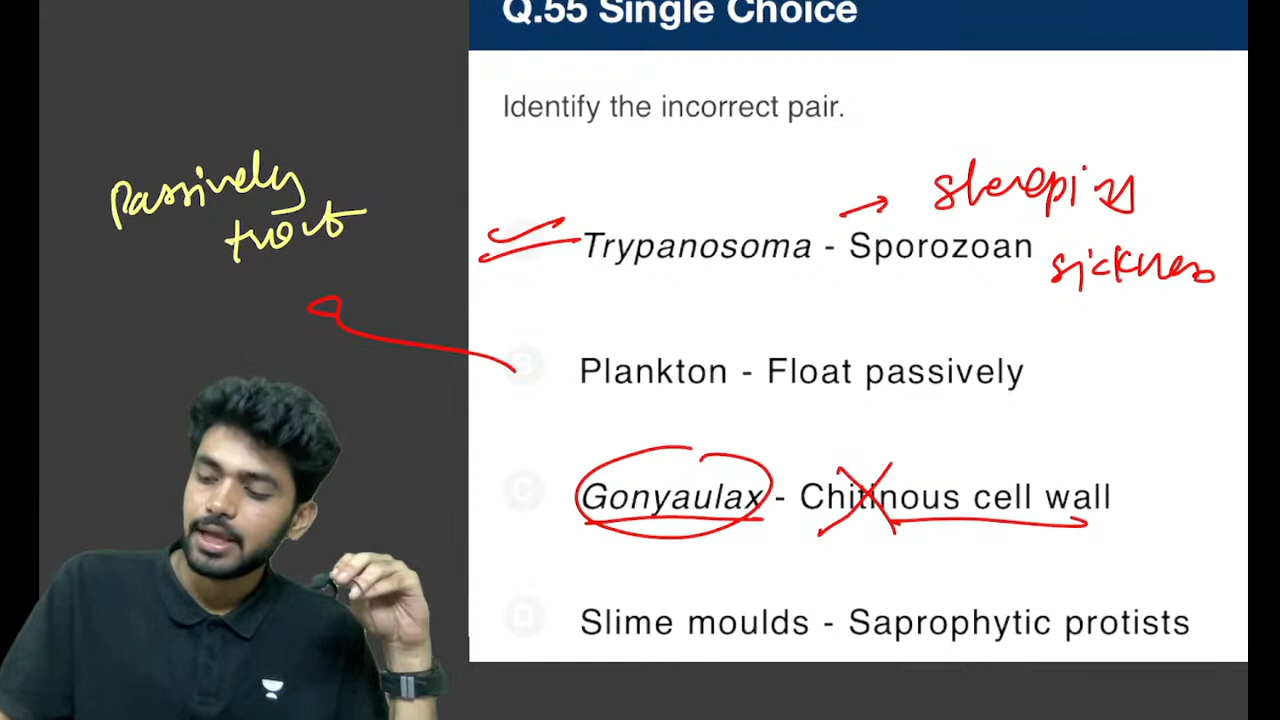 Q.55 Single Choice
Identify the incorrect pair.
Passively
sleeping
Trypanosoma - Sporozoan
sickness
B
Plankton - Float passively
C
Gonyaulax - Chitinous cell wall
D
Slime moulds - Saprophytic protists